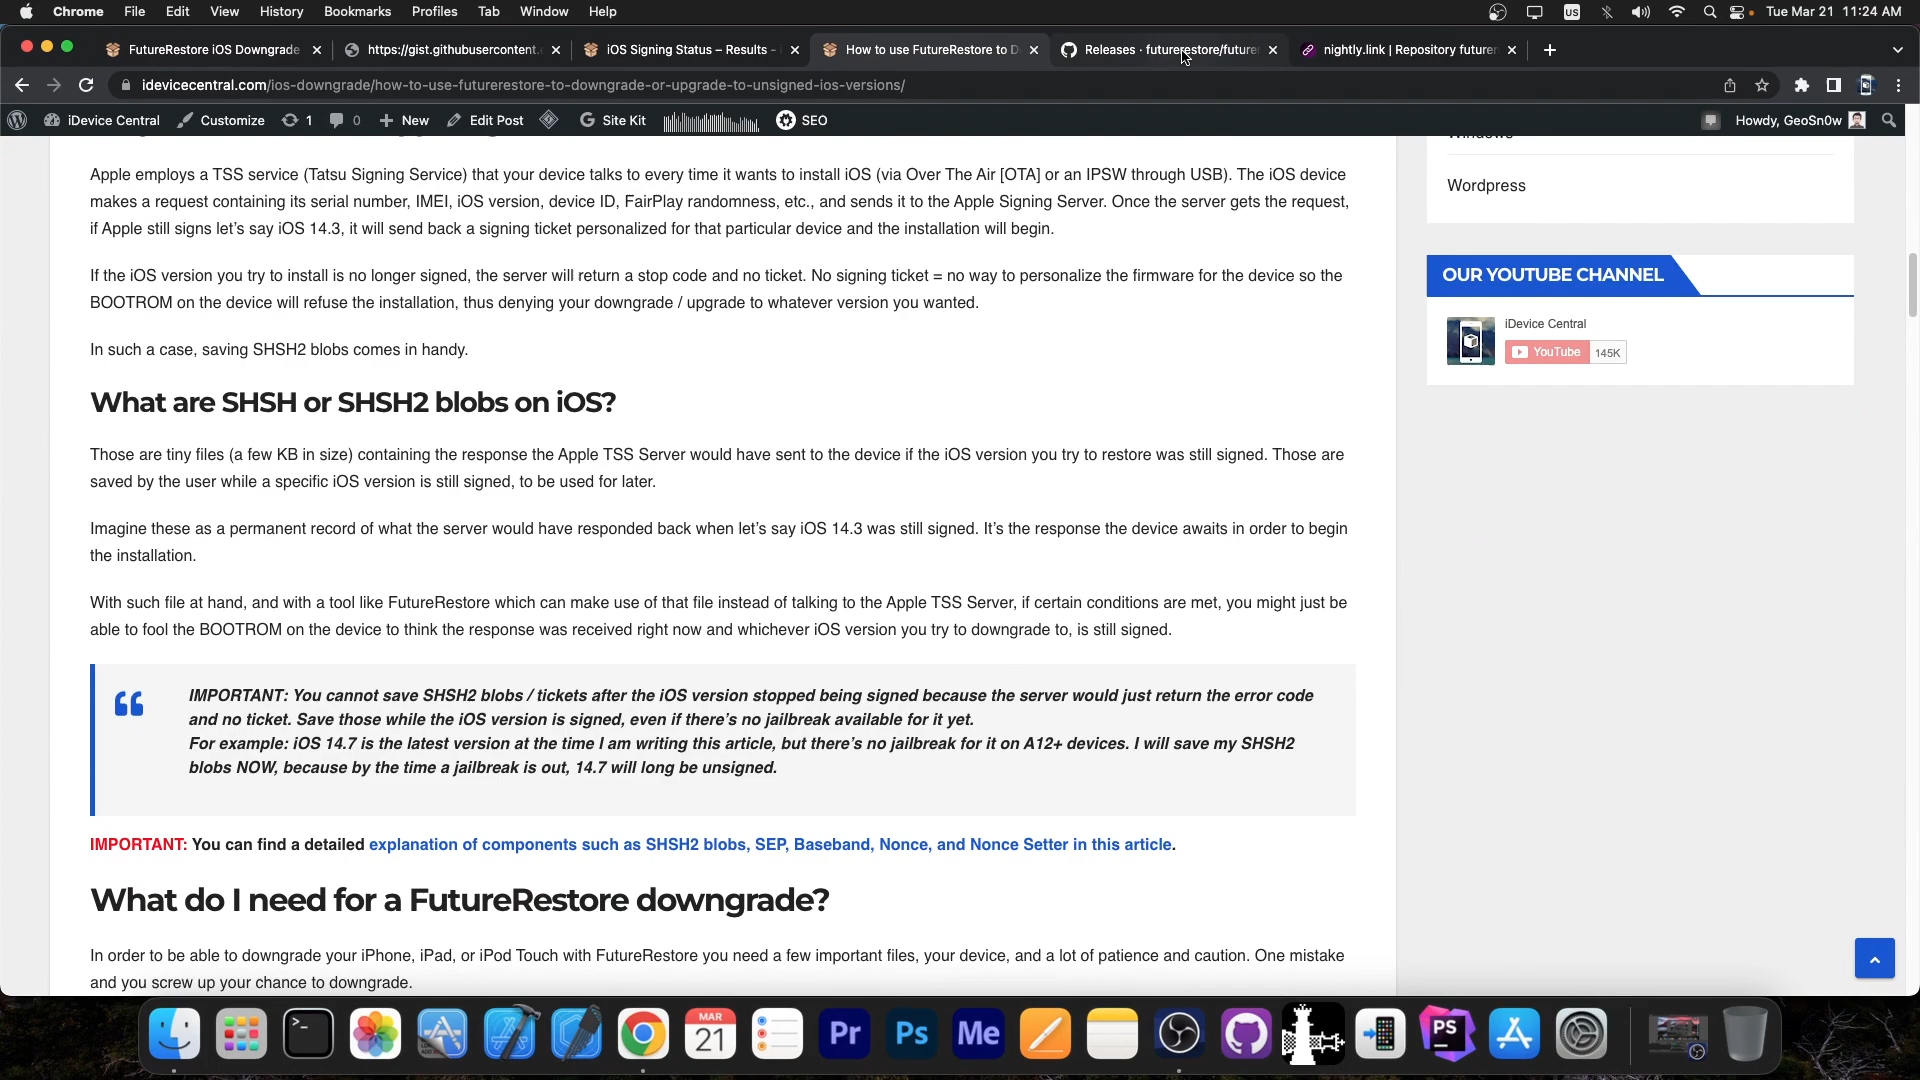 Chrome File Edit View History Bookmarks Profiles Tab Window Help US Tue Mar 21 11:24 AM
FutureRestore iOS Downgrade https://gist.githubusercontent. iOS Signing Status – Results - How to use FutureRestore to D Releases · futurerestore/future nightly.link | Repository future
idevicecentral.com/ios-downgrade/how-to-use-futurerestore-to-downgrade-or-upgrade-to-unsigned-ios-versions/
iDevice Central Customize 1 0 New Edit Post Site Kit SEO Howdy, GeoSn0w
Windows
Apple employs a TSS service (Tatsu Signing Service) that your device talks to every time it wants to install iOS (via Over The Air [OTA] or an IPSW through USB). The iOS device
makes a request containing its serial number, IMEI, iOS version, device ID, FairPlay randomness, etc., and sends it to the Apple Signing Server. Once the server gets the request,
if Apple still signs let’s say iOS 14.3, it will send back a signing ticket personalized for that particular device and the installation will begin.
If the iOS version you try to install is no longer signed, the server will return a stop code and no ticket. No signing ticket = no way to personalize the firmware for the device so the
BOOTROM on the device will refuse the installation, thus denying your downgrade / upgrade to whatever version you wanted.
In such a case, saving SHSH2 blobs comes in handy.
What are SHSH or SHSH2 blobs on iOS?
Those are tiny files (a few KB in size) containing the response the Apple TSS Server would have sent to the device if the iOS version you try to restore was still signed. Those are
saved by the user while a specific iOS version is still signed, to be used for later.
Imagine these as a permanent record of what the server would have responded back when let’s say iOS 14.3 was still signed. It’s the response the device awaits in order to begin
the installation.
With such file at hand, and with a tool like FutureRestore which can make use of that file instead of talking to the Apple TSS Server, if certain conditions are met, you might just be
able to fool the BOOTROM on the device to think the response was received right now and whichever iOS version you try to downgrade to, is still signed.
IMPORTANT: You cannot save SHSH2 blobs / tickets after the iOS version stopped being signed because the server would just return the error code
and no ticket. Save those while the iOS version is signed, even if there’s no jailbreak available for it yet.
For example: iOS 14.7 is the latest version at the time I am writing this article, but there’s no jailbreak for it on A12+ devices. I will save my SHSH2
blobs NOW, because by the time a jailbreak is out, 14.7 will long be unsigned.
IMPORTANT: You can find a detailed explanation of components such as SHSH2 blobs, SEP, Baseband, Nonce, and Nonce Setter in this article.
What do I need for a FutureRestore downgrade?
In order to be able to downgrade your iPhone, iPad, or iPod Touch with FutureRestore you need a few important files, your device, and a lot of patience and caution. One mistake
and you screw up your chance to downgrade.
Wordpress
OUR YOUTUBE CHANNEL
iDevice Central
YouTube 145K
MAR
21
Pr Ps Me PS